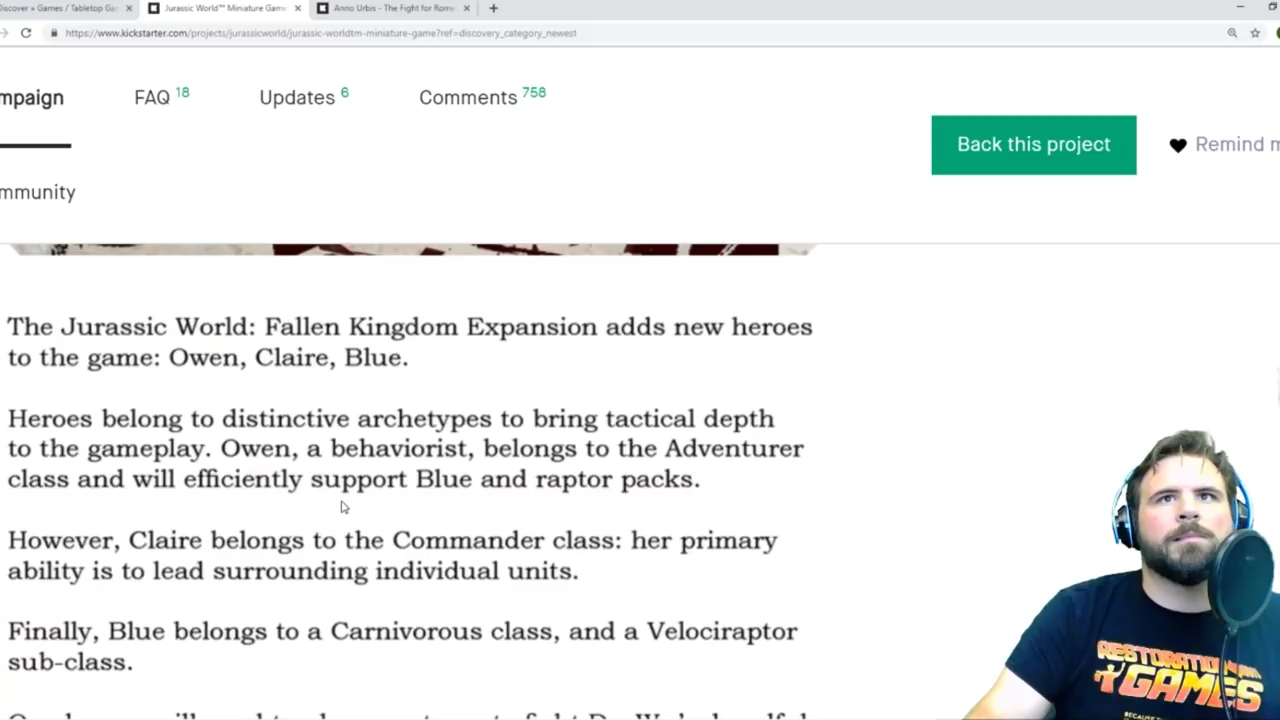 Discover » Games / Tabletop Ga
Jurassic World™ Miniature Gam
Anno Urbis - The Fight for Rom
https://www.kickstarter.com/projects/jurassicworld/jurassic-worldtm-miniature-game?ref=discovery_category_newest
mpaign
FAQ 18
Updates 6
Comments 758
Back this project
Remind m
mmunity
The Jurassic World: Fallen Kingdom Expansion adds new heroes
to the game: Owen, Claire, Blue.
Heroes belong to distinctive archetypes to bring tactical depth
to the gameplay. Owen, a behaviorist, belongs to the Adventurer
class and will efficiently support Blue and raptor packs.
However, Claire belongs to the Commander class: her primary
ability is to lead surrounding individual units.
Finally, Blue belongs to a Carnivorous class, and a Velociraptor
sub-class.
RESTORATION
GAMES